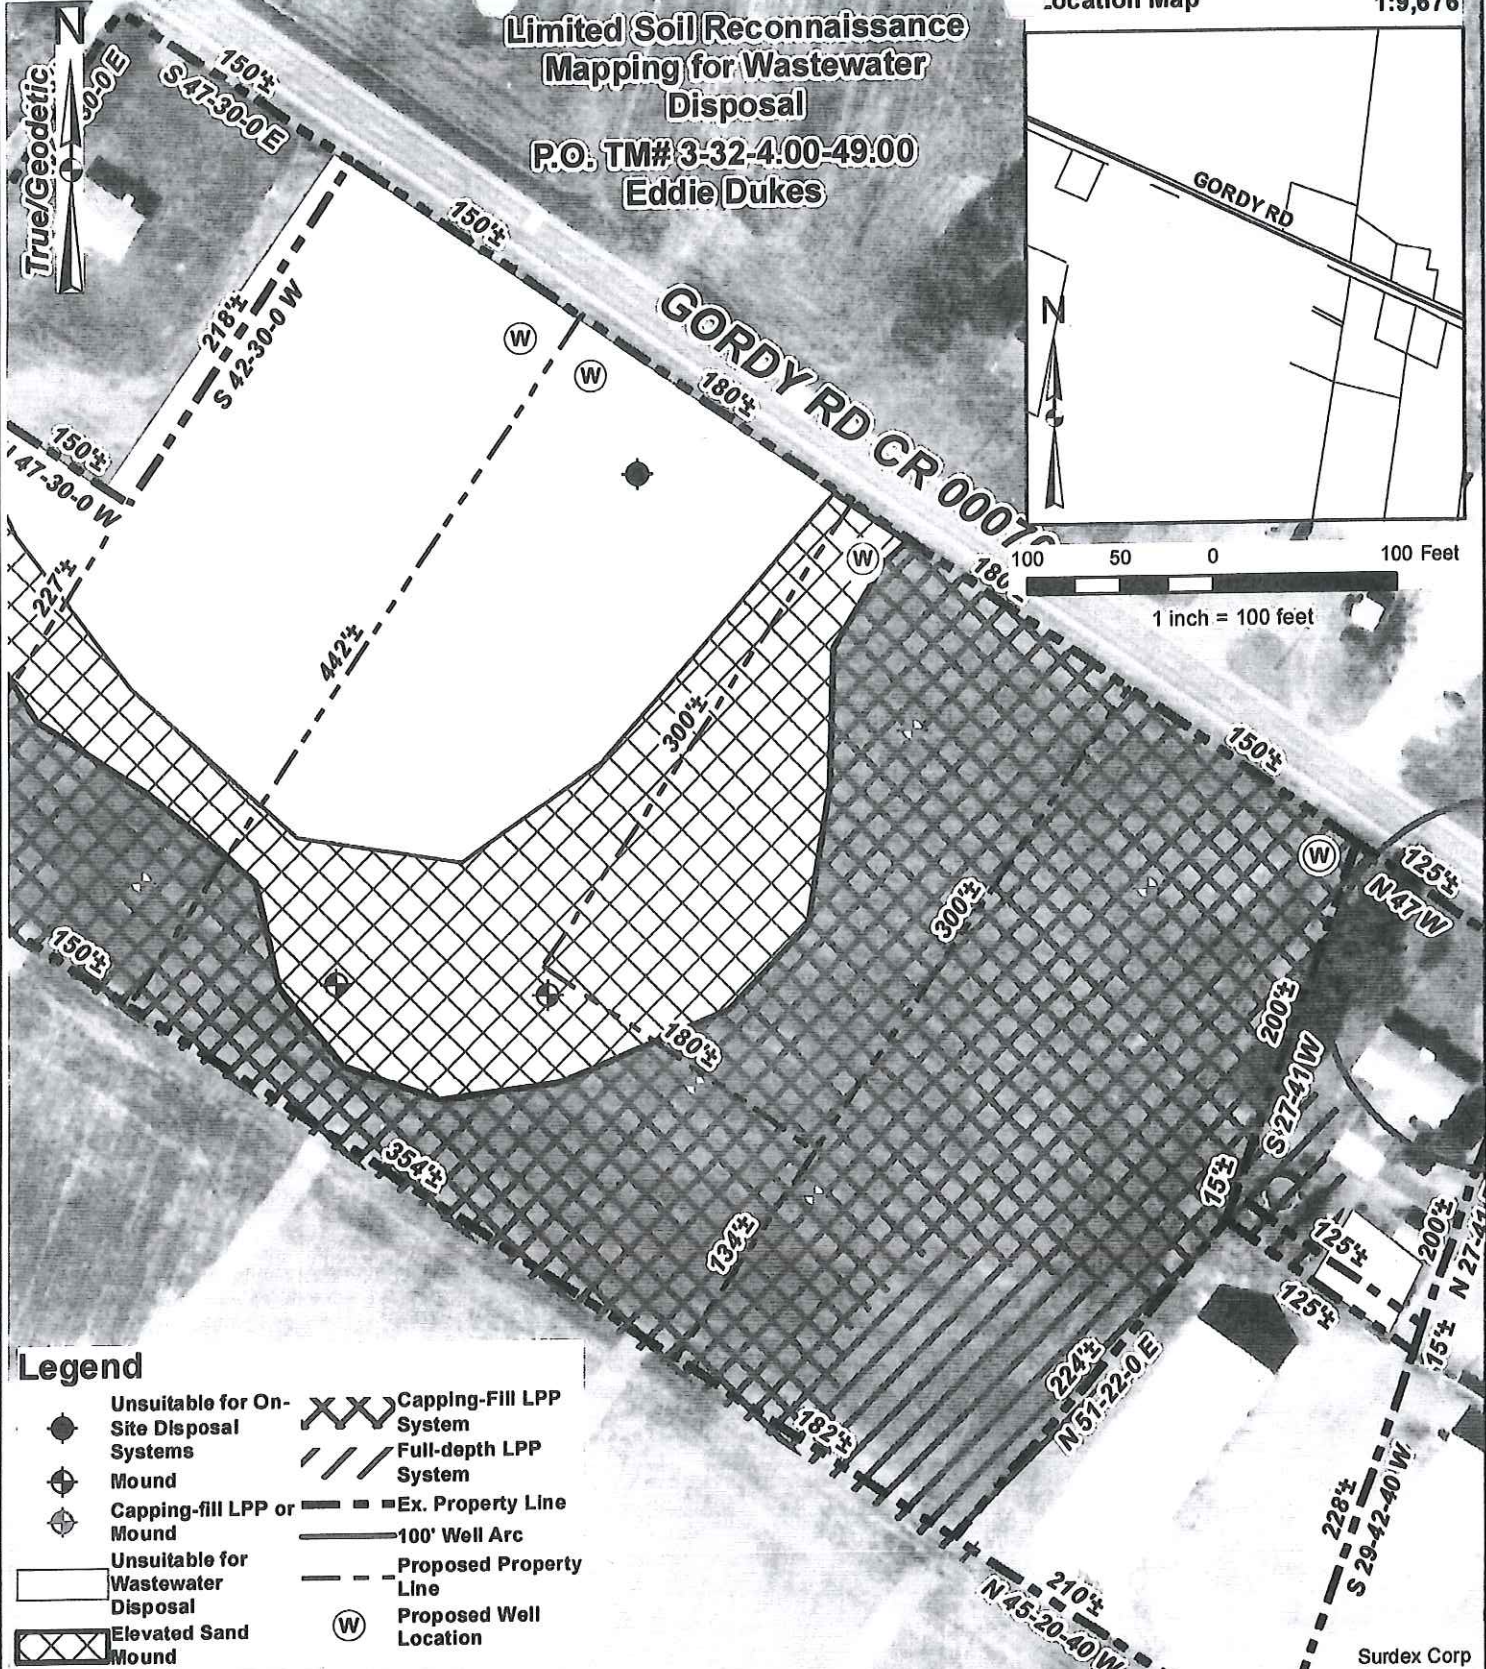 Limited Soil Reconnaissance
Mapping for Wastewater
Disposal
P.O. TM# 3-32-4.00-49.00
Eddie Dukes
Location Map
1:9,676
N
True/Geodetic
30-0 E
150'±
S 47-30-0 E
150'±
218'±
S 42-30-0 W
GORDY RD
N
W
W
180'±
GORDY RD CR 00070
150'±
47-30-0 W
W
180'±
100 50 0 100 Feet
1 inch = 100 feet
227'±
442'±
300'±
150'±
W
125'±
N 47 W
300'±
150'±
200'±
S 27-41 W
180'±
354'±
134'±
15'±
125'±
125'±
200'±
N 27-41
15'±
224'±
N 51-22-0 E
182'±
228'±
S 29-42-40 W
210'±
N 45-20-40 W
Legend
Unsuitable for On-
Site Disposal
Systems
Mound
Capping-fill LPP or
Mound
Unsuitable for
Wastewater
Disposal
Elevated Sand
Mound
Capping-Fill LPP
System
Full-depth LPP
System
Ex. Property Line
100' Well Arc
Proposed Property
Line
W
Proposed Well
Location
Surdex Corp